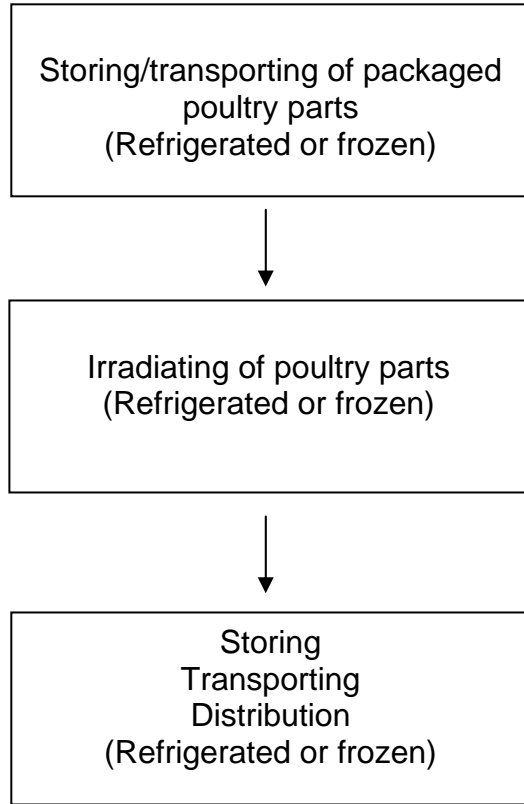 Storing/transporting of packaged
poultry parts
(Refrigerated or frozen)
Irradiating of poultry parts
(Refrigerated or frozen)
Storing
Transporting
Distribution
(Refrigerated or frozen)